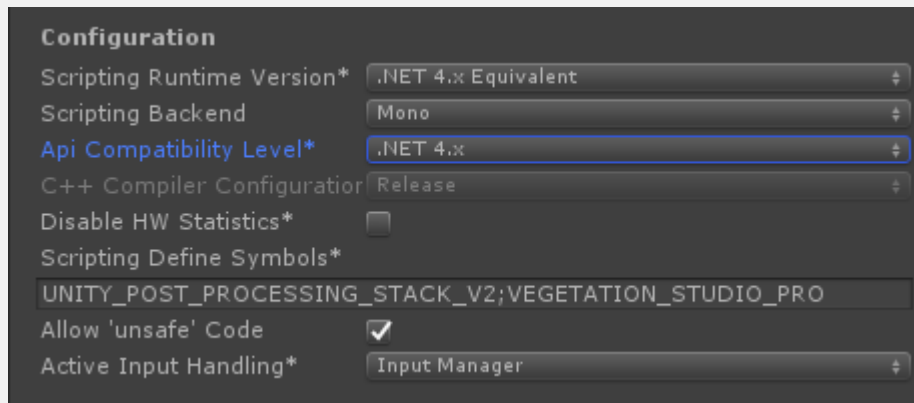 Configuration
Scripting Runtime Version* .NET 4.x Equivalent
Scripting Backend Mono
Api Compatibility Level* .NET 4.x
C++ Compiler Configuration Release
Disable HW Statistics*
Scripting Define Symbols*
UNITY_POST_PROCESSING_STACK_V2;VEGETATION_STUDIO_PRO
Allow 'unsafe' Code
Active Input Handling* Input Manager